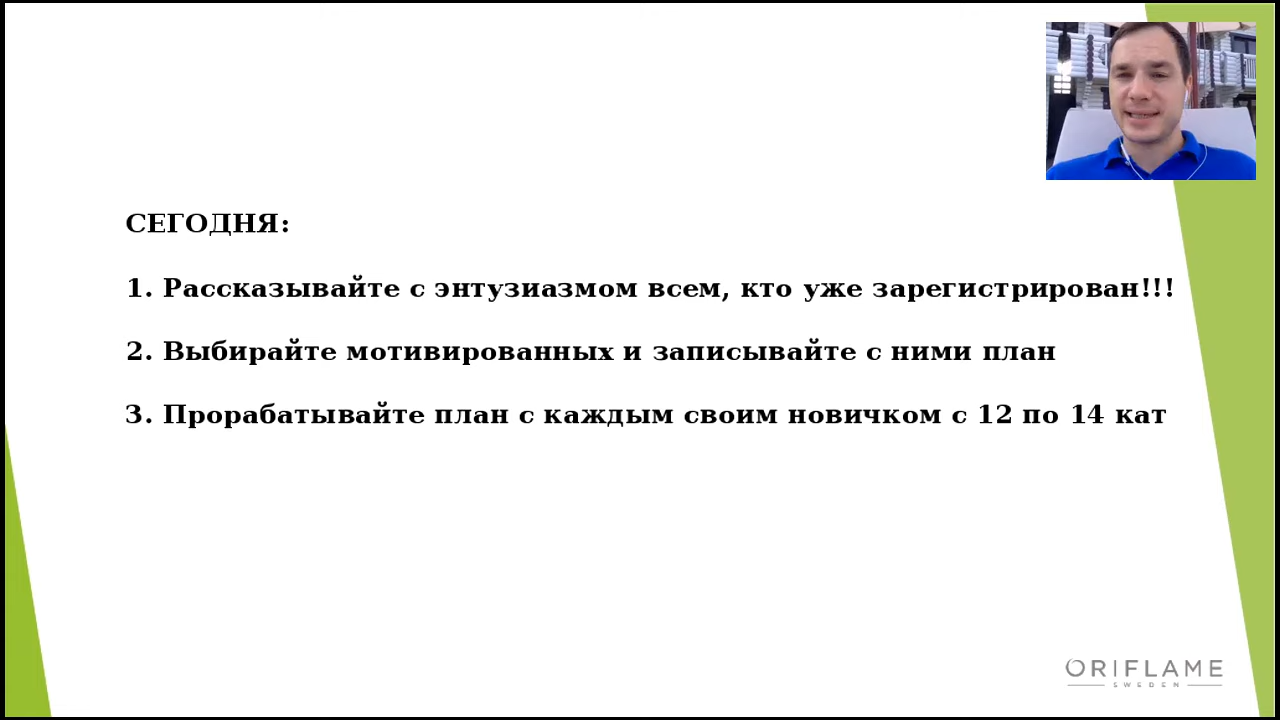 СЕГОДНЯ:
1. Рассказывайте с энтузиазмом всем, кто уже зарегистрирован!!!
2. Выбирайте мотивированных и записывайте с ними план
3. Прорабатывайте план с каждым своим новичком с 12 по 14 кат
ORIFLAME
SWEDEN